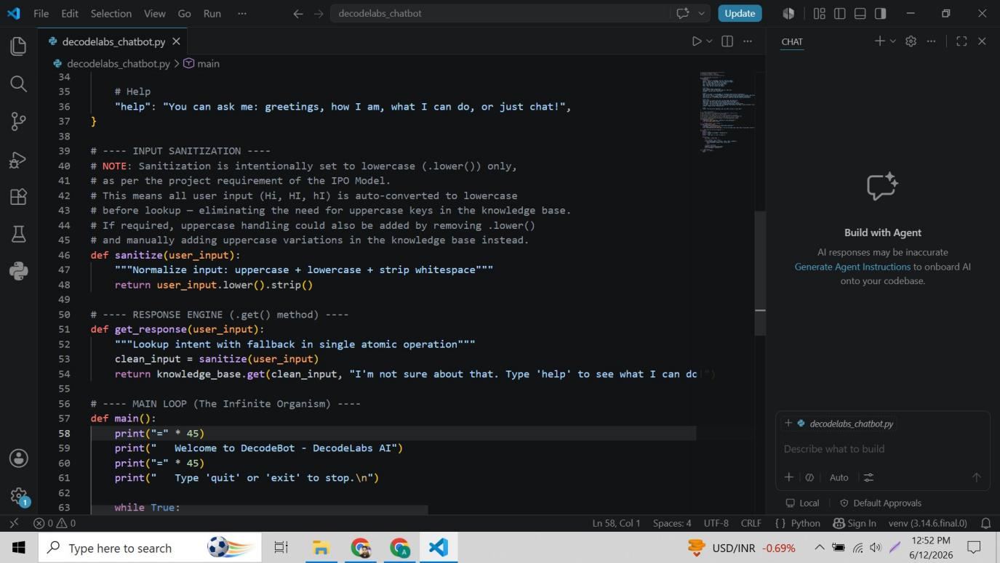 File Edit Selection View Go Run ··· decodelabs_chatbot Update
decodelabs_chatbot.py
decodelabs_chatbot.py > main
34
35 # Help
36 "help": "You can ask me: greetings, how I am, what I can do, or just chat!",
37 }
38
39 # ---- INPUT SANITIZATION ----
40 # NOTE: Sanitization is intentionally set to lowercase (.lower()) only,
41 # as per the project requirement of the IPO Model.
42 # This means all user input (Hi, HI, hI) is auto-converted to lowercase
43 # before lookup — eliminating the need for uppercase keys in the knowledge base.
44 # If required, uppercase handling could also be added by removing .lower()
45 # and manually adding uppercase variations in the knowledge base instead.
46 def sanitize(user_input):
47 """Normalize input: uppercase + lowercase + strip whitespace"""
48 return user_input.lower().strip()
49
50 # ---- RESPONSE ENGINE (.get() method) ----
51 def get_response(user_input):
52 """Lookup intent with fallback in single atomic operation"""
53 clean_input = sanitize(user_input)
54 return knowledge_base.get(clean_input, "I'm not sure about that. Type 'help' to see what I can do!")
55
56 # ---- MAIN LOOP (The Infinite Organism) ----
57 def main():
58 print("=" * 45)
59 print("   Welcome to DecodeBot - DecodeLabs AI")
60 print("=" * 45)
61 print("   Type 'quit' or 'exit' to stop.\n")
62
63 while True:
CHAT
Build with Agent
AI responses may be inaccurate
Generate Agent Instructions to onboard AI
onto your codebase.
decodelabs_chatbot.py
Describe what to build
Auto
Local Default Approvals
1
0 0 Ln 58, Col 1 Spaces: 4 UTF-8 CRLF { } Python Sign In venv (3.14.6.final.0)
Type here to search USD/INR -0.69% 12:52 PM
6/12/2026